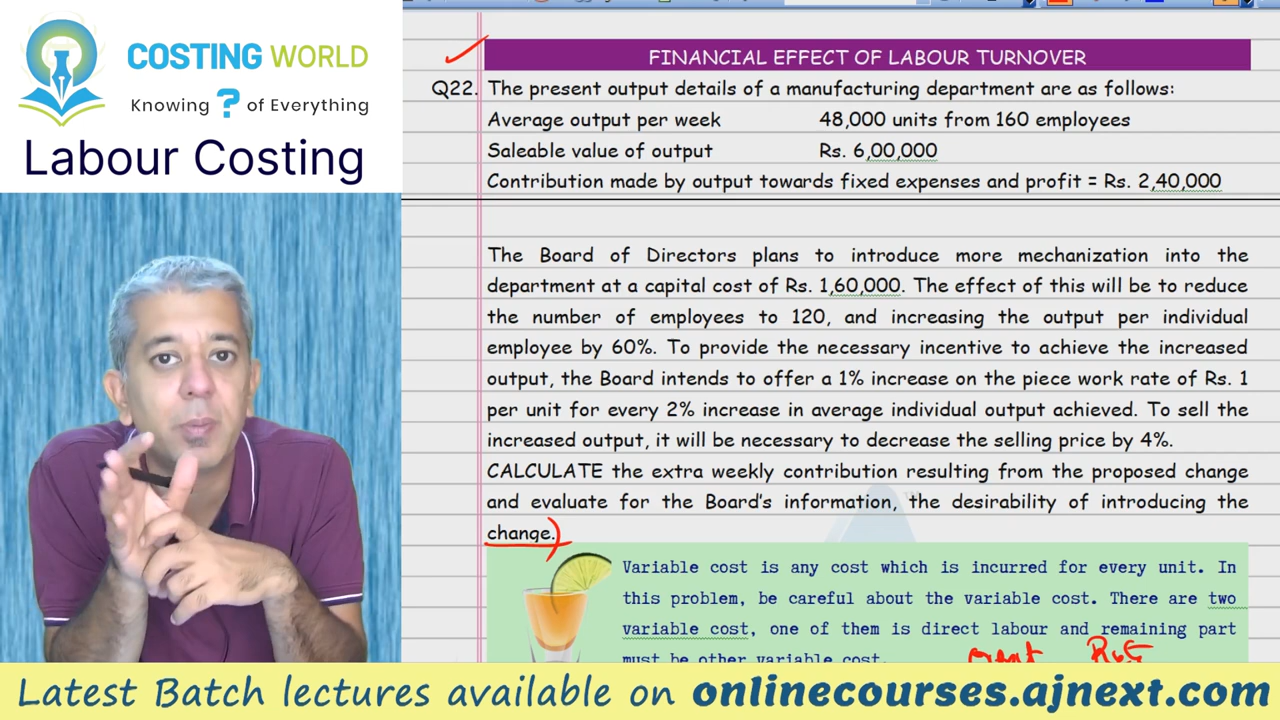 COSTING WORLD
Knowing ? of Everything
Labour Costing
FINANCIAL EFFECT OF LABOUR TURNOVER
Q22. The present output details of a manufacturing department are as follows:
Average output per week 48,000 units from 160 employees
Saleable value of output Rs. 6,00,000
Contribution made by output towards fixed expenses and profit = Rs. 2,40,000
The Board of Directors plans to introduce more mechanization into the
department at a capital cost of Rs. 1,60,000. The effect of this will be to reduce
the number of employees to 120, and increasing the output per individual
employee by 60%. To provide the necessary incentive to achieve the increased
output, the Board intends to offer a 1% increase on the piece work rate of Rs. 1
per unit for every 2% increase in average individual output achieved. To sell the
increased output, it will be necessary to decrease the selling price by 4%.
CALCULATE the extra weekly contribution resulting from the proposed change
and evaluate for the Board's information, the desirability of introducing the
change.
Variable cost is any cost which is incurred for every unit. In
this problem, be careful about the variable cost. There are two
variable cost, one of them is direct labour and remaining part
must be other variable cost.
Latest Batch lectures available on onlinecourses.ajnext.com